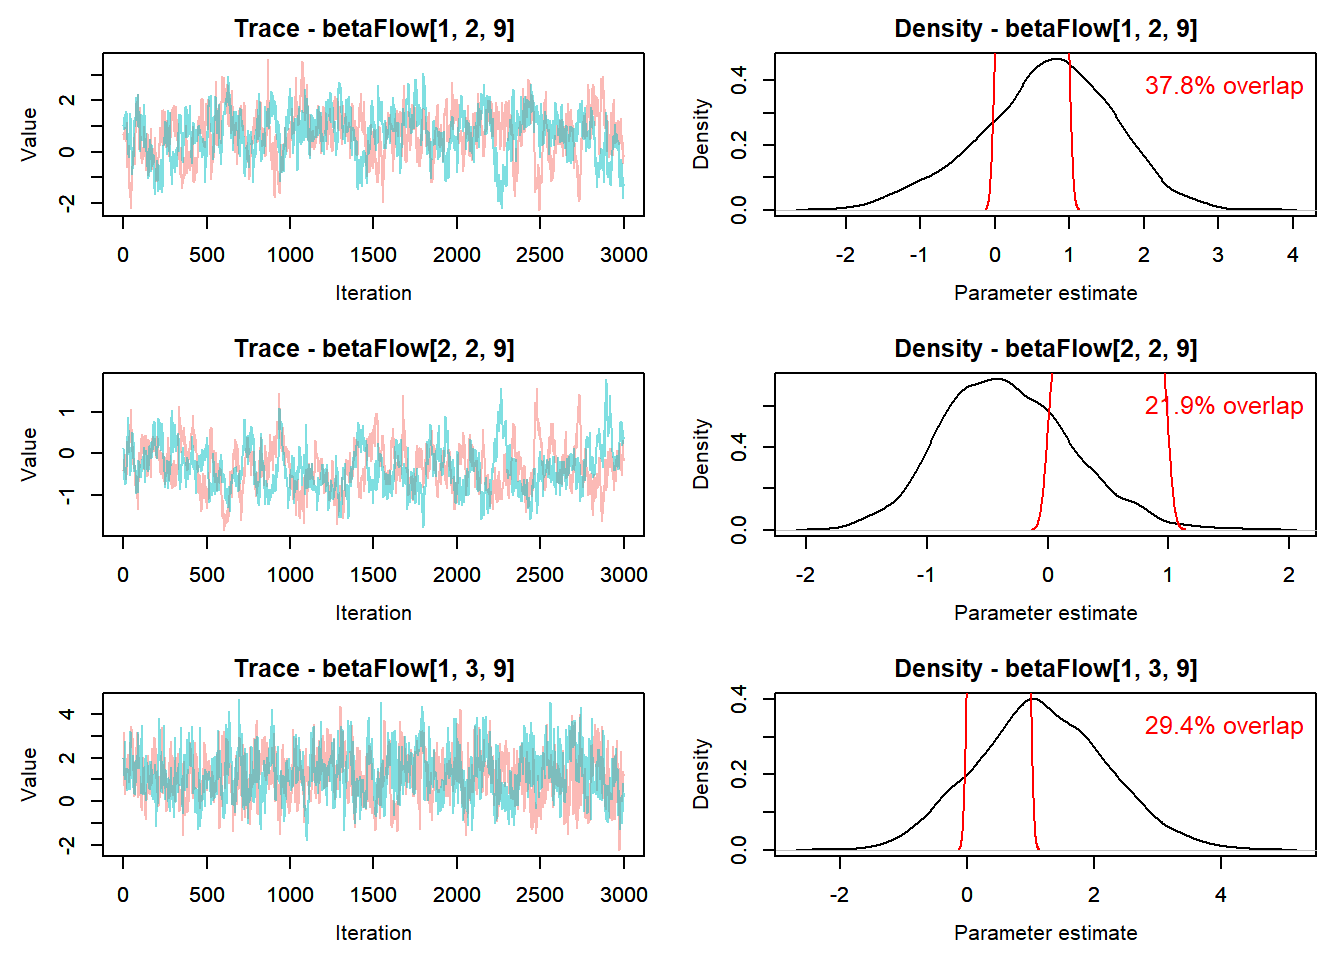 Trace - betaFlow[1, 2, 9]
Value
-2
0
2
0 500 1000 1500 2000 2500 3000
Iteration
Density - betaFlow[1, 2, 9]
37.8% overlap
Density
0.0 0.2 0.4
-2 -1 0 1 2 3 4
Parameter estimate
Trace - betaFlow[2, 2, 9]
Value
-1 0 1
0 500 1000 1500 2000 2500 3000
Iteration
Density - betaFlow[2, 2, 9]
21.9% overlap
Density
0.0 0.4
-2 -1 0 1 2
Parameter estimate
Trace - betaFlow[1, 3, 9]
Value
-2 0 2 4
0 500 1000 1500 2000 2500 3000
Iteration
Density - betaFlow[1, 3, 9]
29.4% overlap
Density
0.0 0.2 0.4
-2 0 2 4
Parameter estimate